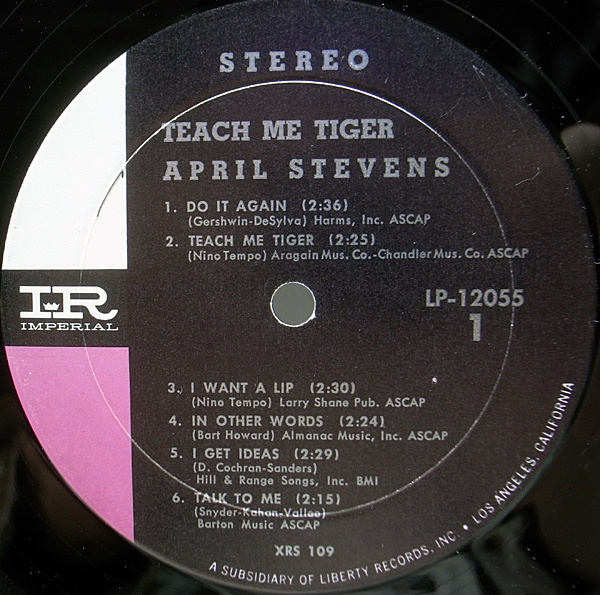 STEREO
TEACH ME TIGER
APRIL STEVENS
1. DO IT AGAIN (2:36)
(Gershwin-DeSylva) Harms, Inc. ASCAP
2. TEACH ME TIGER (2:25)
(Nino Tempo) Aragain Mus. Co.-Chandler Mus. Co. ASCAP
IR
IMPERIAL
LP-12055
1
3. I WANT A LIP (2:30)
(Nino Tempo) Larry Shane Pub. ASCAP
4. IN OTHER WORDS (2:24)
(Bart Howard) Almanac Music, Inc. ASCAP
5. I GET IDEAS (2:29)
(D. Cochran-Sanders)
Hill & Range Songs, Inc. BMI
6. TALK TO ME (2:15)
(Snyder-Kahan-Vallee)
Barton Music ASCAP
XRS 109
A SUBSIDIARY OF LIBERTY RECORDS, INC. • LOS ANGELES, CALIFORNIA